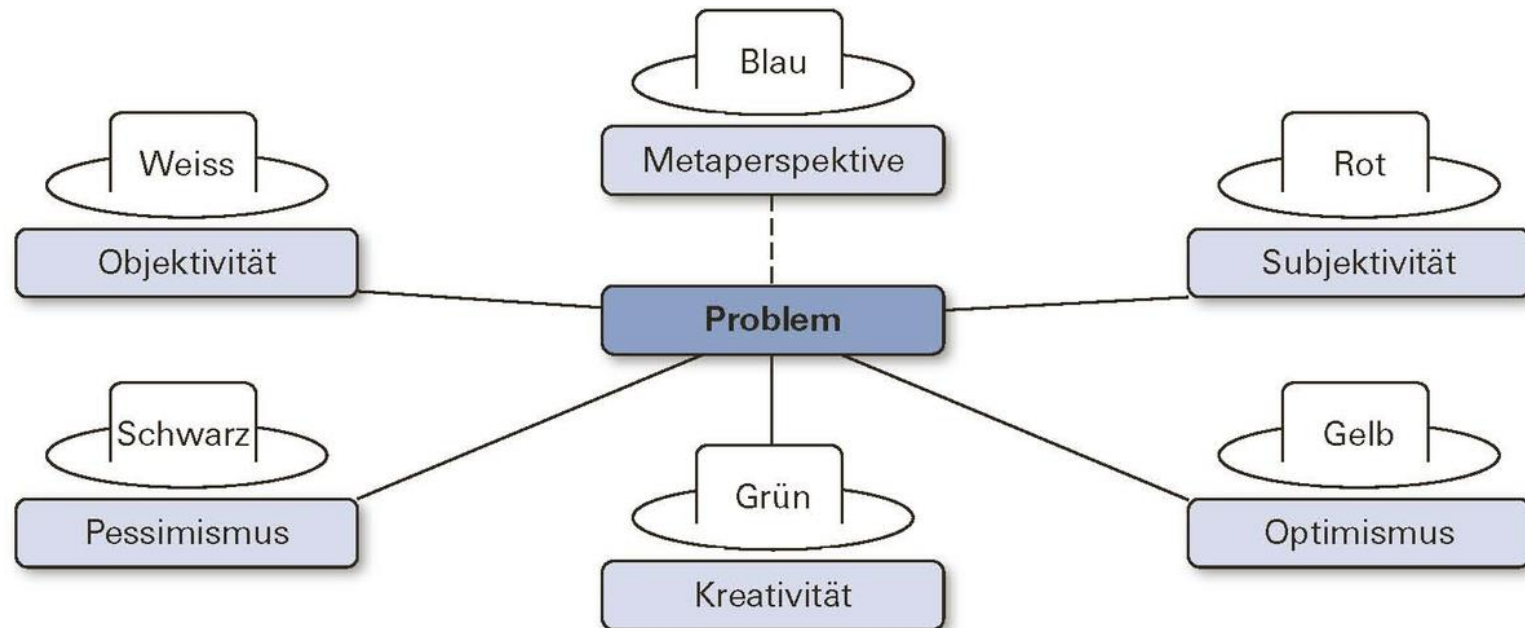 Blau
Metaperspektive
Weiss
Objektivität
Rot
Subjektivität
Problem
Schwarz
Pessimismus
Grün
Kreativität
Gelb
Optimismus